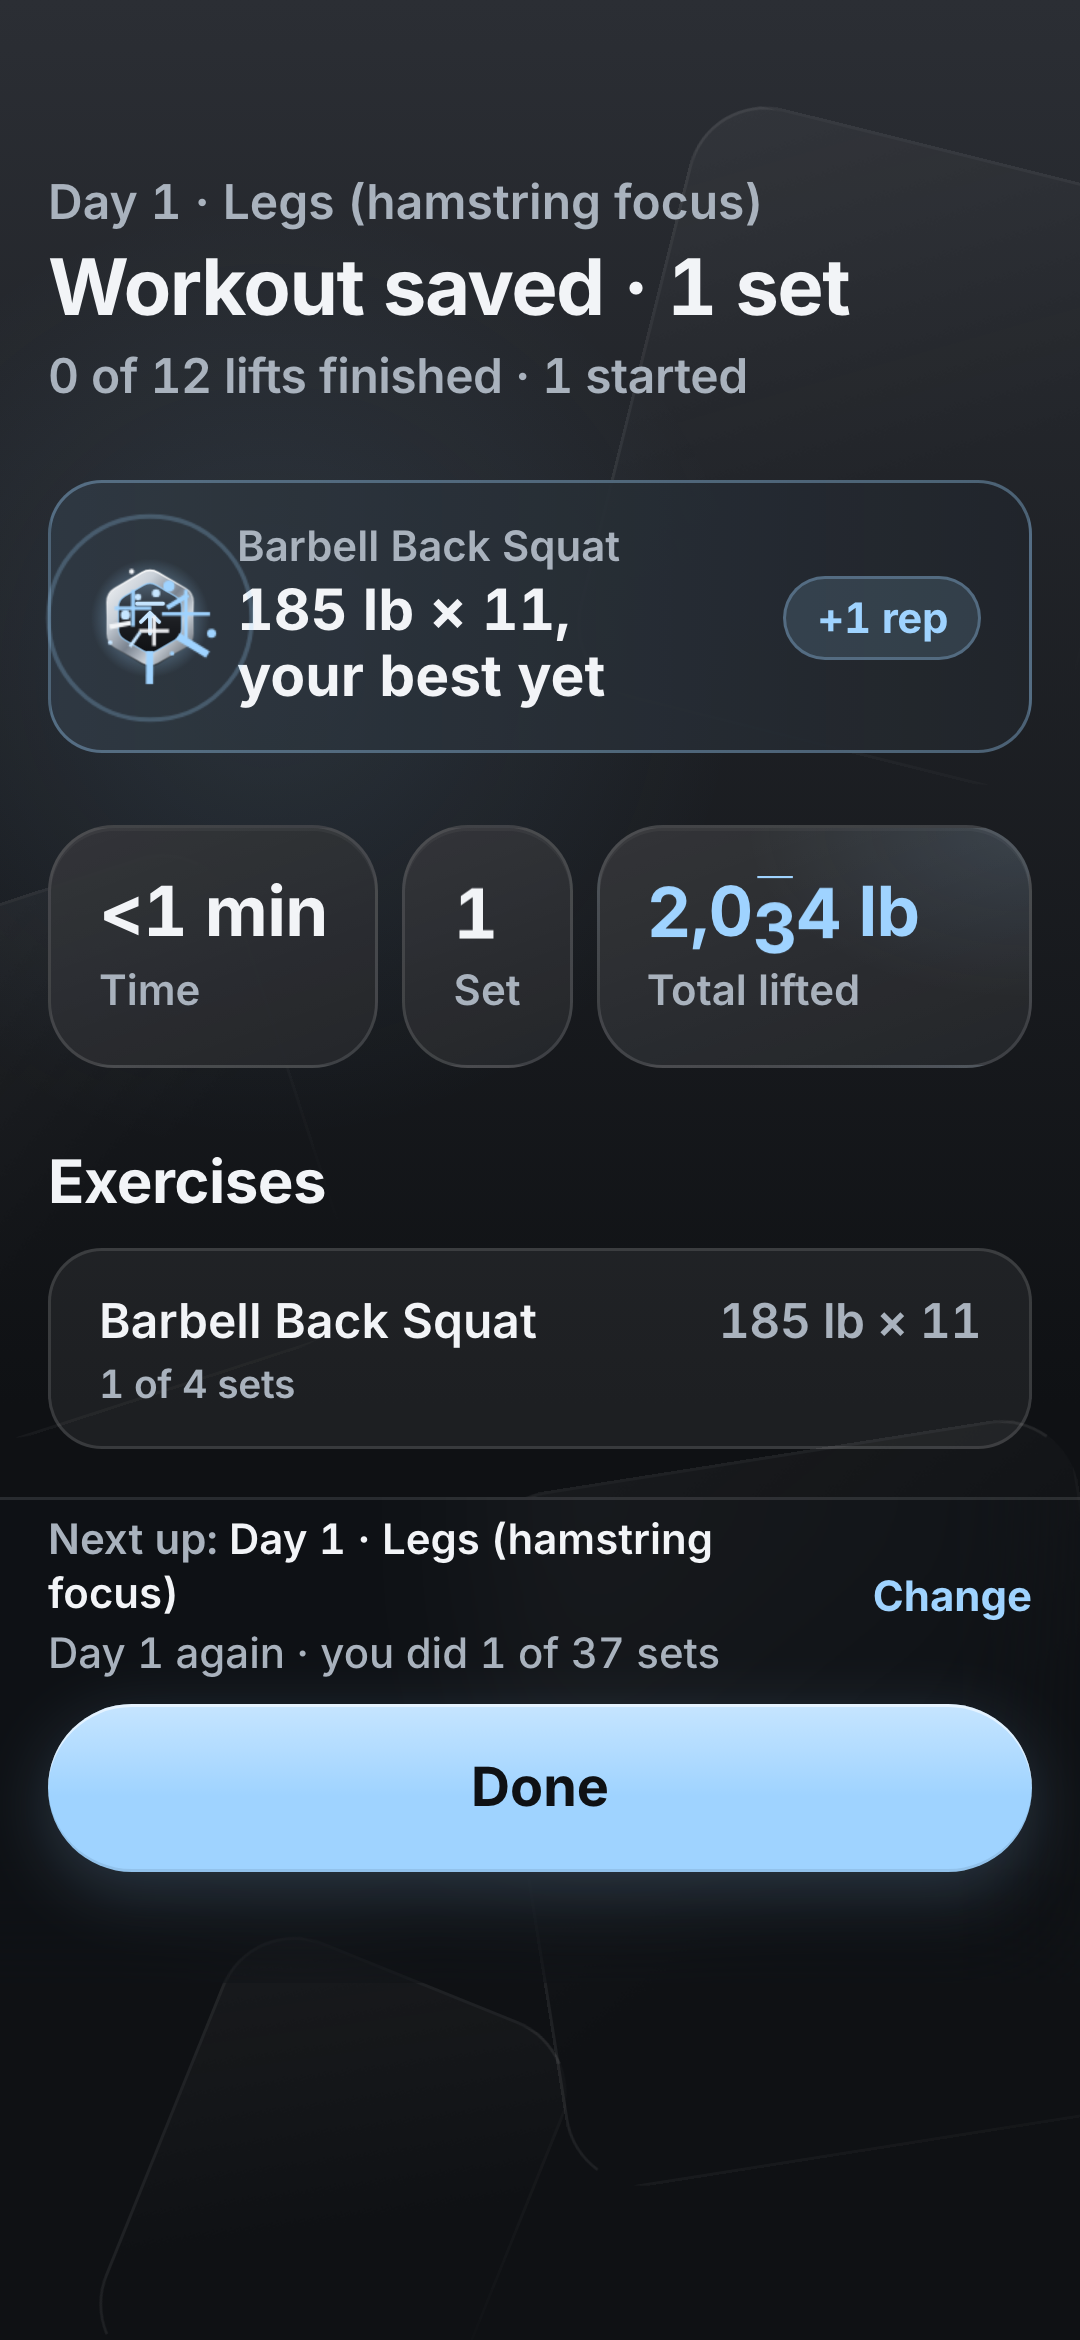 Day 1 · Legs (hamstring focus)
Workout saved · 1 set
0 of 12 lifts finished · 1 started
Barbell Back Squat
185 lb × 11,
your best yet
+1 rep
<1 min
Time
1
Set
2,034 lb
Total lifted
Exercises
Barbell Back Squat
185 lb × 11
1 of 4 sets
Next up: Day 1 · Legs (hamstring
focus)
Change
Day 1 again · you did 1 of 37 sets
Done